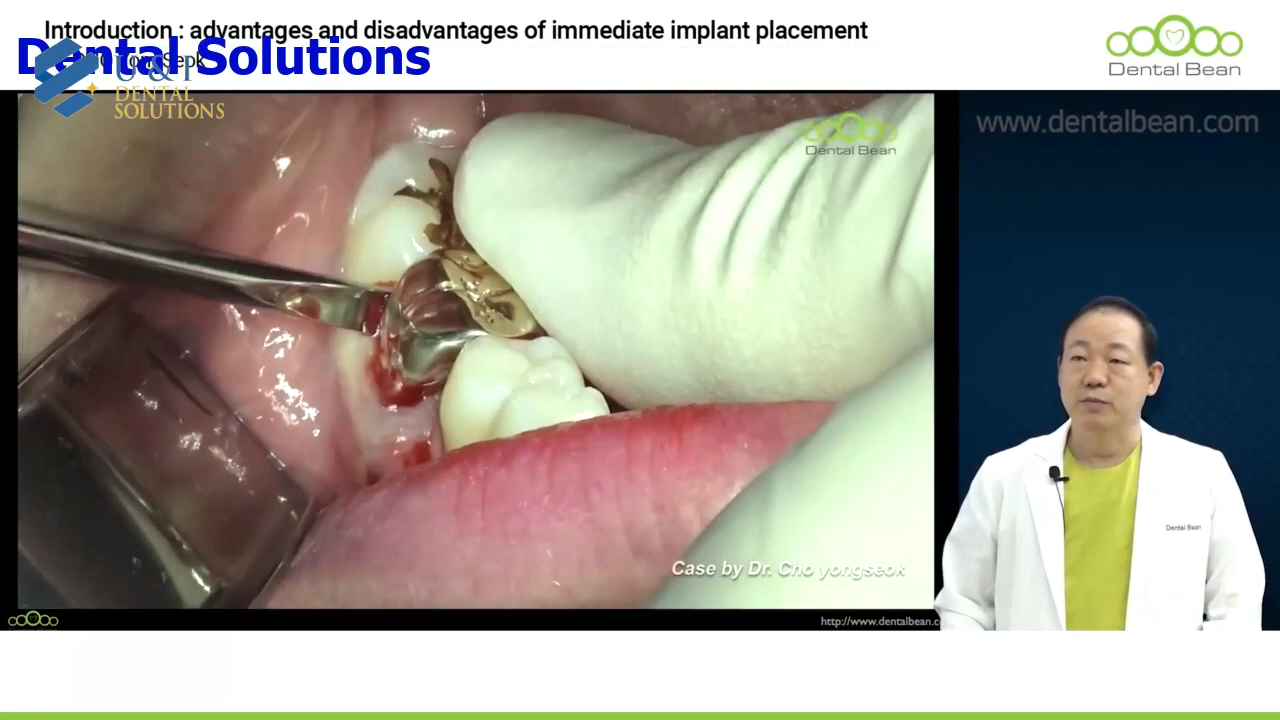 Introduction : advantages and disadvantages of immediate implant placement
Dental Solutions
U & I
DENTAL
SOLUTIONS
Dental Bean
www.dentalbean.com
Dental Bean
Dental Bean
Case by Dr. Cho yongseok
http://www.dentalbean.c